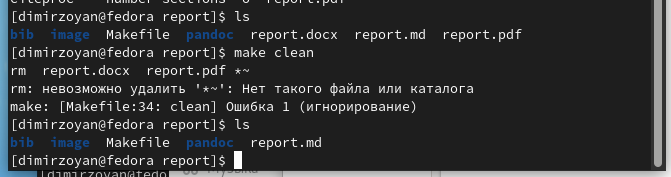 [dimirzoyan@fedora report]$ ls
bib image Makefile pandoc report.docx report.md report.pdf
[dimirzoyan@fedora report]$ make clean
rm  report.docx  report.pdf *~
rm: невозможно удалить '*~': Нет такого файла или каталога
make: [Makefile:34: clean] Ошибка 1 (игнорирование)
[dimirzoyan@fedora report]$ ls
bib image Makefile pandoc report.md
[dimirzoyan@fedora report]$